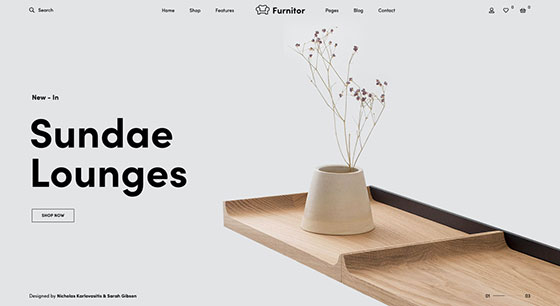 Search
Home
Shop
Features
Furnitor
Pages
Blog
Contact
0
0
New - In
Sundae
Lounges
SHOP NOW
Designed by Nicholas Karlovasitis & Sarah Gibson
01
03